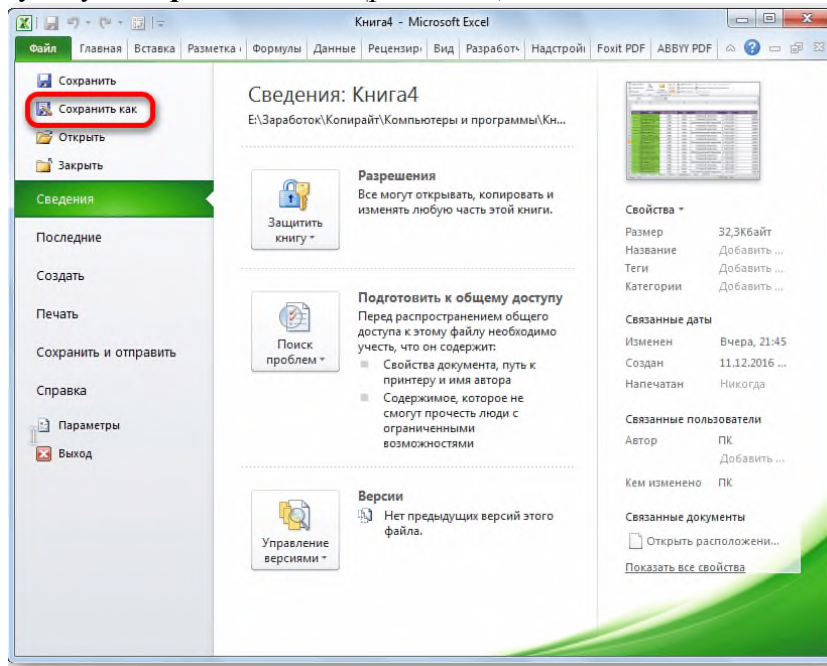 Книга4 - Microsoft Excel
Файл Главная Вставка Разметка Формулы Данные Рецензир Вид Разработ Надстрой Foxit PDF ABBYY PDF
Сохранить
Сохранить как
Открыть
Закрыть
Сведения
Последние
Создать
Печать
Сохранить и отправить
Справка
Параметры
Выход
Сведения: Книга4
E:\Заработок\Копирайт\Компьютеры и программы\Кн...
Защитить
книгу
Разрешения
Все могут открывать, копировать и
изменять любую часть этой книги.
Поиск
проблем
Подготовить к общему доступу
Перед распространением общего
доступа к этому файлу необходимо
учесть, что он содержит:
Свойства документа, путь к
принтеру и имя автора
Содержимое, которое не
смогут прочесть люди с
ограниченными
возможностями
Управление
версиями
Версии
Нет предыдущих версий этого
файла.
Свойства
Размер 32,3Кбайт
Название Добавить ...
Теги Добавить ...
Категории Добавить ...
Связанные даты
Изменен Вчера, 21:45
Создан 11.12.2016 ...
Напечатан Никогда
Связанные пользователи
Автор ПК
Добавить ...
Кем изменено ПК
Связанные документы
Открыть расположени...
Показать все свойства